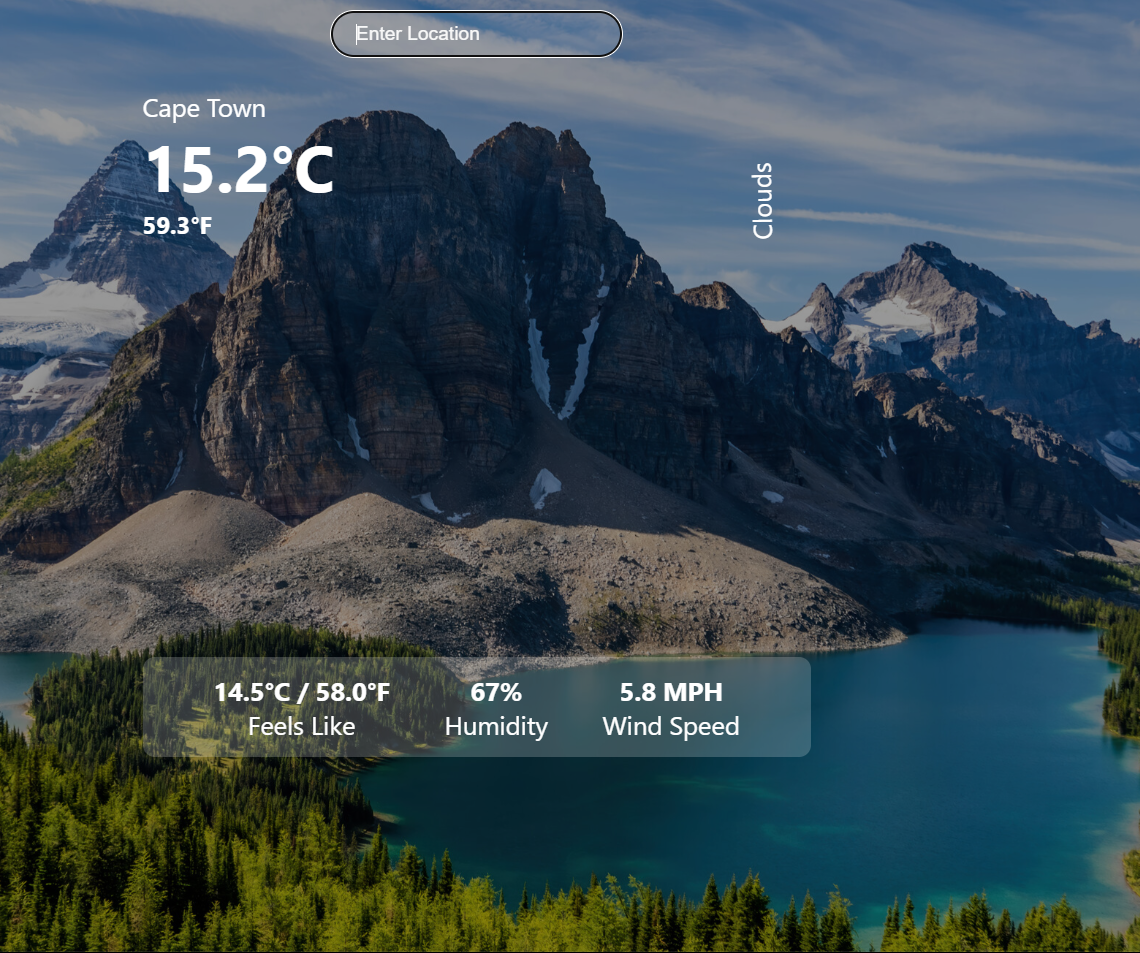 Enter Location
Cape Town
15.2°C
59.3°F
Clouds
14.5°C / 58.0°F
Feels Like
67%
Humidity
5.8 MPH
Wind Speed